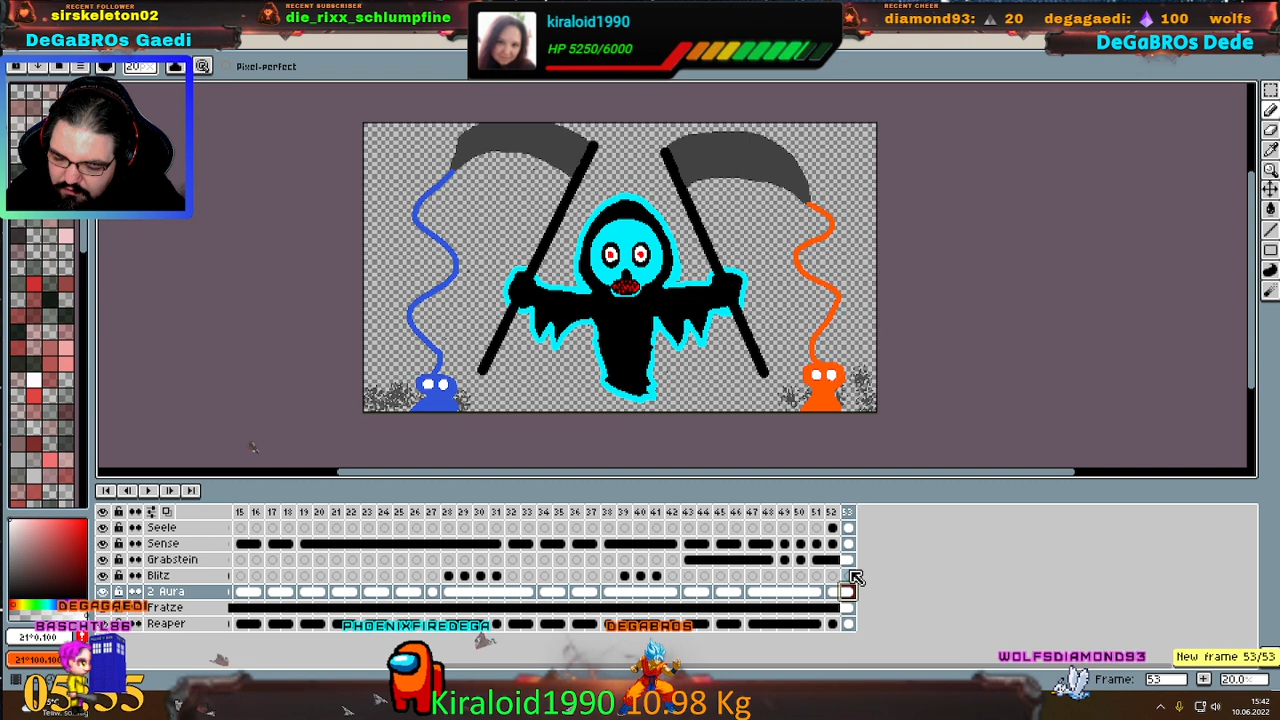 RECENT FOLLOWER
sirskeleton02
RECENT SUBSCRIBER
die_rixx_schlumpfine
kiraloid1990
HP 5250/6000
RECENT CHEER
diamond93: 20 degagaedi: 100 wolfs
DeGaBROs Gaedi
DeGaBROs Dede
Pixel-perfect
15 16 17 18 19 20 21 22 23 24 25 26 27 28 29 30 31 32 33 34 35 36 37 38 39 40 41 42 43 44 45 46 47 48 49 50 51 52 53
Seele
Sense
Grabstein
Blitz
2 Aura
Fratze
Reaper
DEGAGAEDI
BASCHTL86
PHOENIXFIREDEGA
DEGABROS
WOLFSDIAMOND93
New frame 53/53
Frame: 53
20.0
Kiraloid1990 10.98 Kg
15:42
10.06.2022